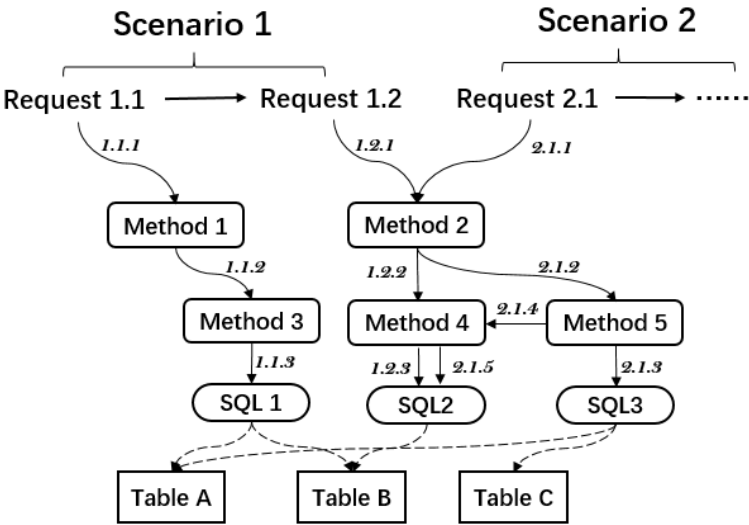 Scenario 1
Scenario 2
Request 1.1
Request 1.2
Request 2.1
......
1.1.1
1.2.1
2.1.1
Method 1
Method 2
1.1.2
1.2.2
2.1.2
Method 3
Method 4
2.1.4
Method 5
1.1.3
1.2.3
2.1.5
2.1.3
SQL 1
SQL2
SQL3
Table A
Table B
Table C